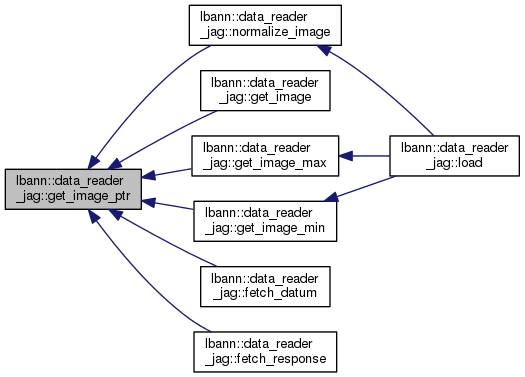 lbann::data_reader
_jag::normalize_image
lbann::data_reader
_jag::get_image
lbann::data_reader
_jag::get_image_max
lbann::data_reader
_jag::load
lbann::data_reader
_jag::get_image_ptr
lbann::data_reader
_jag::get_image_min
lbann::data_reader
_jag::fetch_datum
lbann::data_reader
_jag::fetch_response